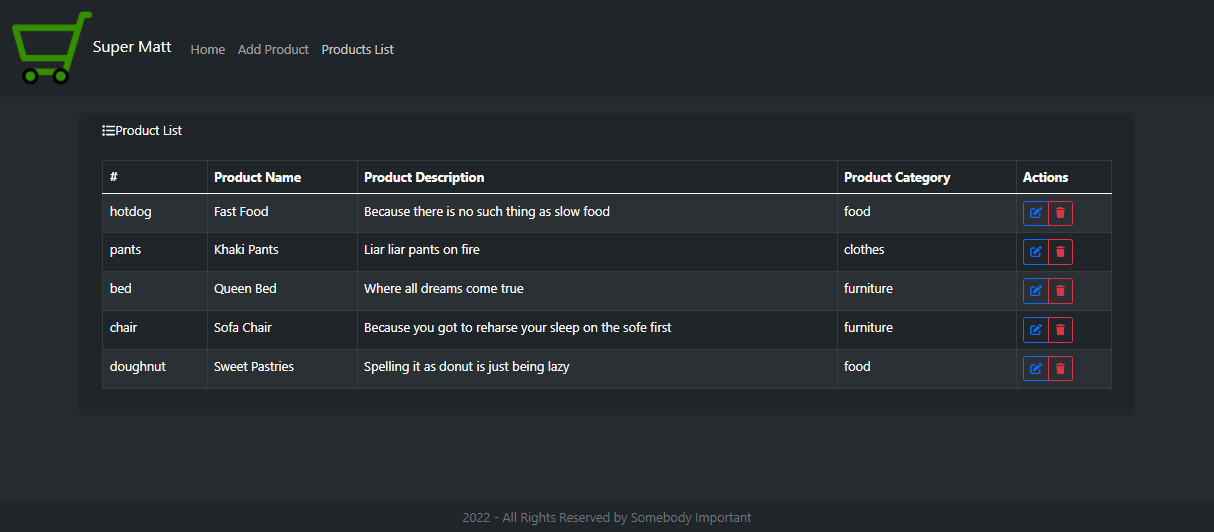 Super Matt Home Add Product Products List
Product List
# Product Name Product Description Product Category Actions
hotdog Fast Food Because there is no such thing as slow food food
pants Khaki Pants Liar liar pants on fire clothes
bed Queen Bed Where all dreams come true furniture
chair Sofa Chair Because you got to reharse your sleep on the sofe first furniture
doughnut Sweet Pastries Spelling it as donut is just being lazy food
2022 - All Rights Reserved by Somebody Important